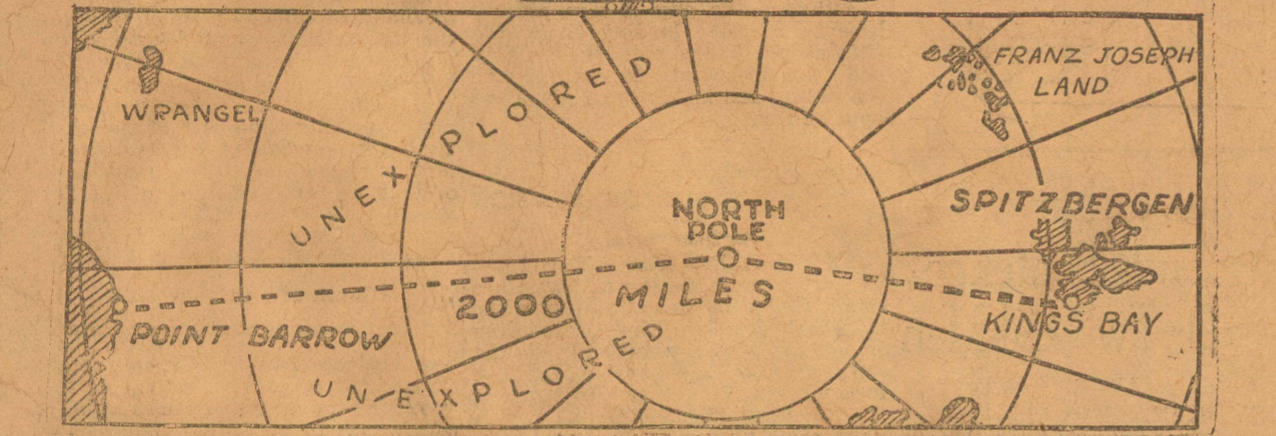 FRANZ JOSEPH
LAND
WRANGEL
UNEXPLORED
SPITZBERGEN
NORTH
POLE
2000 MILES
KINGS BAY
POINT BARROW
UNEXPLORED